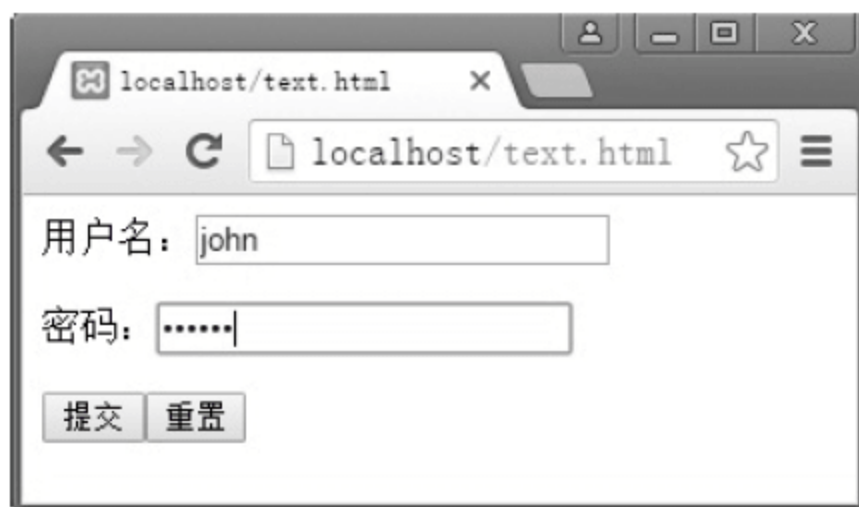 localhost/text.html
localhost/text.html
用户名：john
密码：••••••
提交 重置